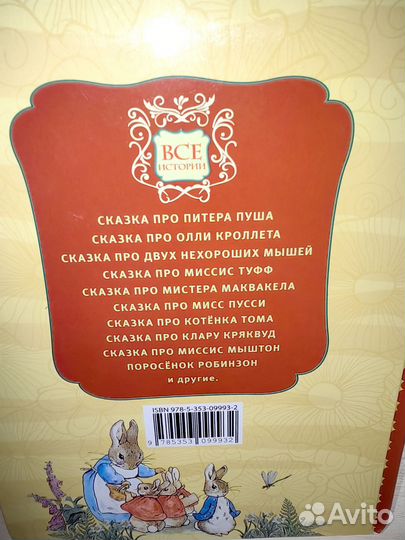 ВСЕ
ИСТОРИИ
СКАЗКА ПРО ПИТЕРА ПУША
СКАЗКА ПРО ОЛЛИ КРОЛЛЕТА
СКАЗКА ПРО ДВУХ НЕХОРОШИХ МЫШЕЙ
СКАЗКА ПРО МИССИС ТУФФ
СКАЗКА ПРО МИСТЕРА МАКВАКЕЛА
СКАЗКА ПРО МИСС ПУССИ
СКАЗКА ПРО КОТЁНКА ТОМА
СКАЗКА ПРО КЛАРУ КРЯКВУД
СКАЗКА ПРО МИССИС МЫШТОН
ПОРОСЁНОК РОБИНЗОН
и другие.
ISBN 978-5-353-09993-2
9 785353 099932
Avito